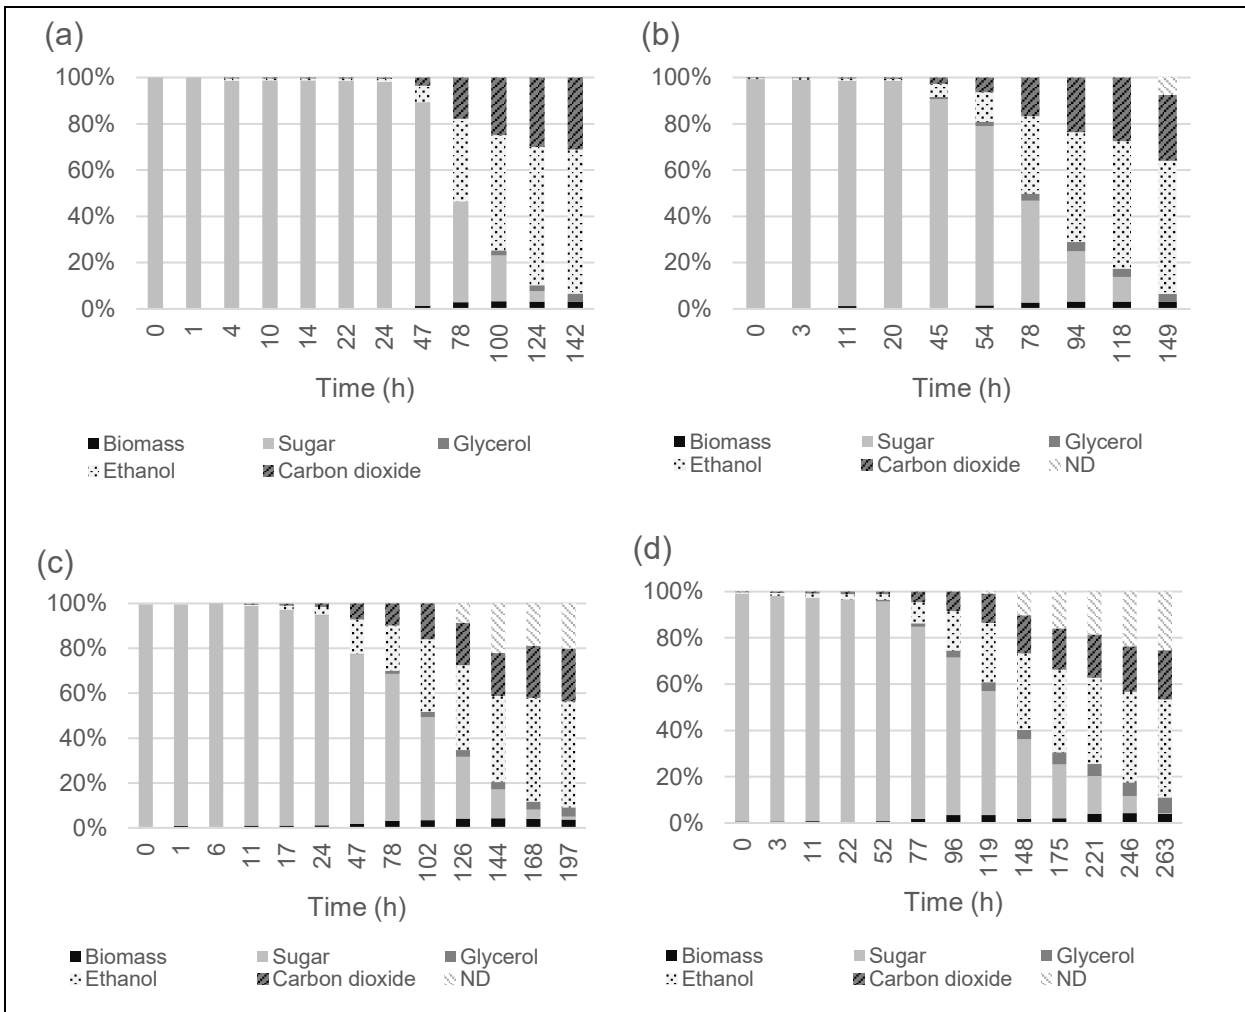 (a)
100%
80%
60%
40%
20%
0%
0 1 4 10 14 22 24 47 78 100 124 142
Time (h)
Biomass Sugar Glycerol
Ethanol Carbon dioxide
(b)
100%
80%
60%
40%
20%
0%
0 3 11 20 45 54 78 94 118 149
Time (h)
Biomass Sugar Glycerol
Ethanol Carbon dioxide ND
(c)
100%
80%
60%
40%
20%
0%
0 1 6 11 17 24 47 78 102 126 144 168 197
Time (h)
Biomass Sugar Glycerol
Ethanol Carbon dioxide ND
(d)
100%
80%
60%
40%
20%
0%
0 3 11 22 52 77 96 119 148 175 221 246 263
Time (h)
Biomass Sugar Glycerol
Ethanol Carbon dioxide ND